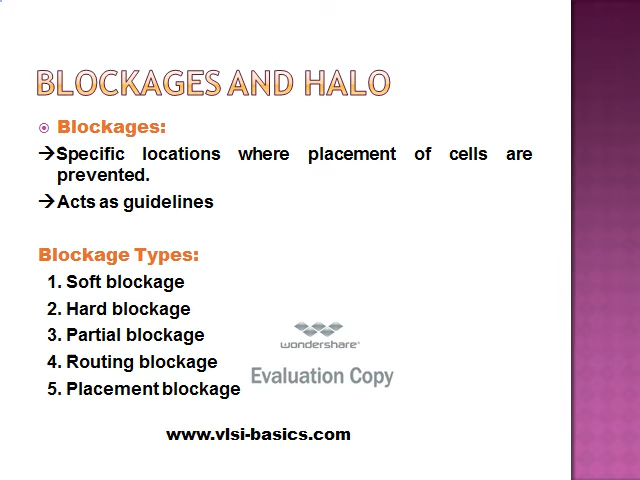 BLOCKAGES AND HALO
Blockages:
→Specific locations where placement of cells are
prevented.
→Acts as guidelines
Blockage Types:
1. Soft blockage
2. Hard blockage
3. Partial blockage
4. Routing blockage
5. Placement blockage
wondershare®
Evaluation Copy
www.vlsi-basics.com